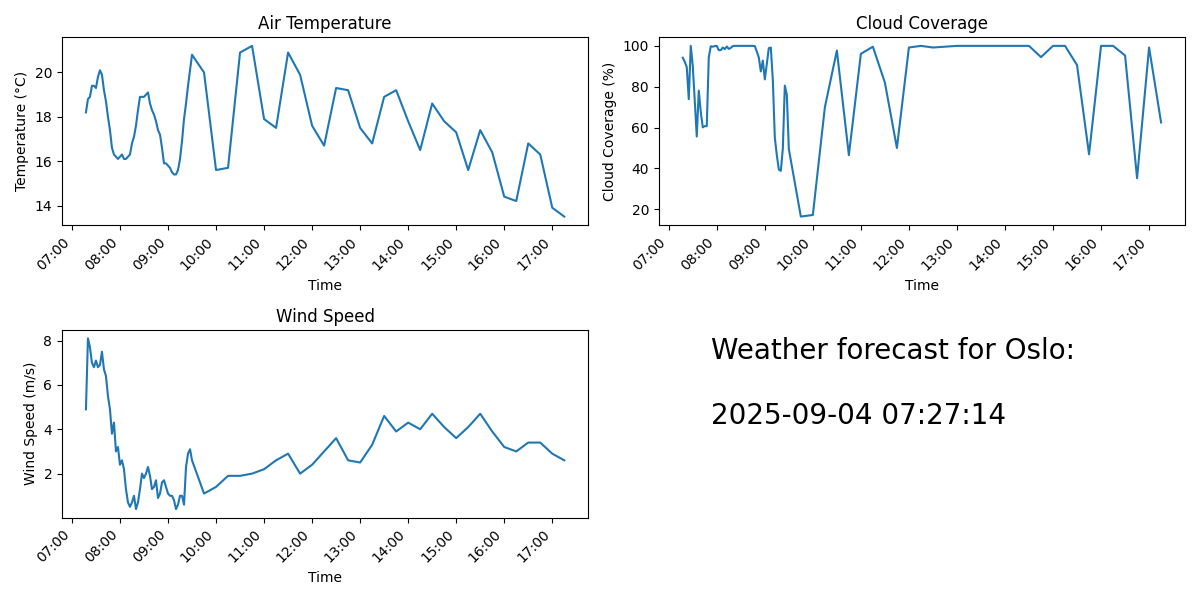 Air Temperature
Temperature (°C)
20
18
16
14
07:00 08:00 09:00 10:00 11:00 12:00 13:00 14:00 15:00 16:00 17:00
Time
Cloud Coverage
Cloud Coverage (%)
100
80
60
40
20
07:00 08:00 09:00 10:00 11:00 12:00 13:00 14:00 15:00 16:00 17:00
Time
Wind Speed
Wind Speed (m/s)
8
6
4
2
07:00 08:00 09:00 10:00 11:00 12:00 13:00 14:00 15:00 16:00 17:00
Time
Weather forecast for Oslo:
2025-09-04 07:27:14